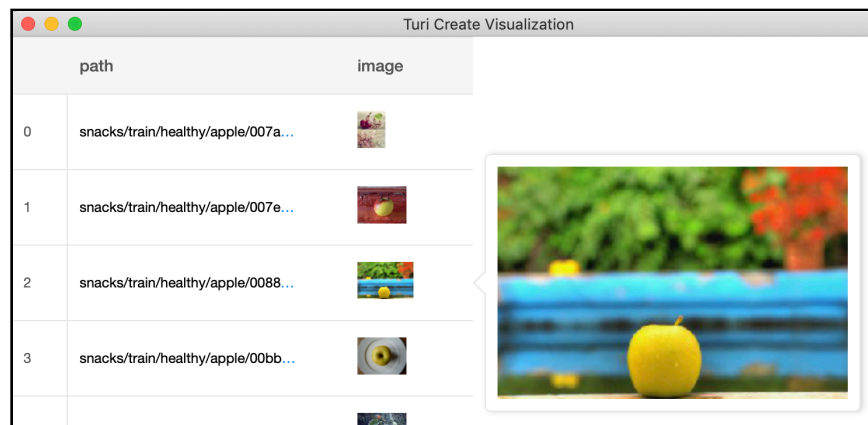 Turi Create Visualization
path image
0 snacks/train/healthy/apple/007a...
1 snacks/train/healthy/apple/007e...
2 snacks/train/healthy/apple/0088...
3 snacks/train/healthy/apple/00bb...